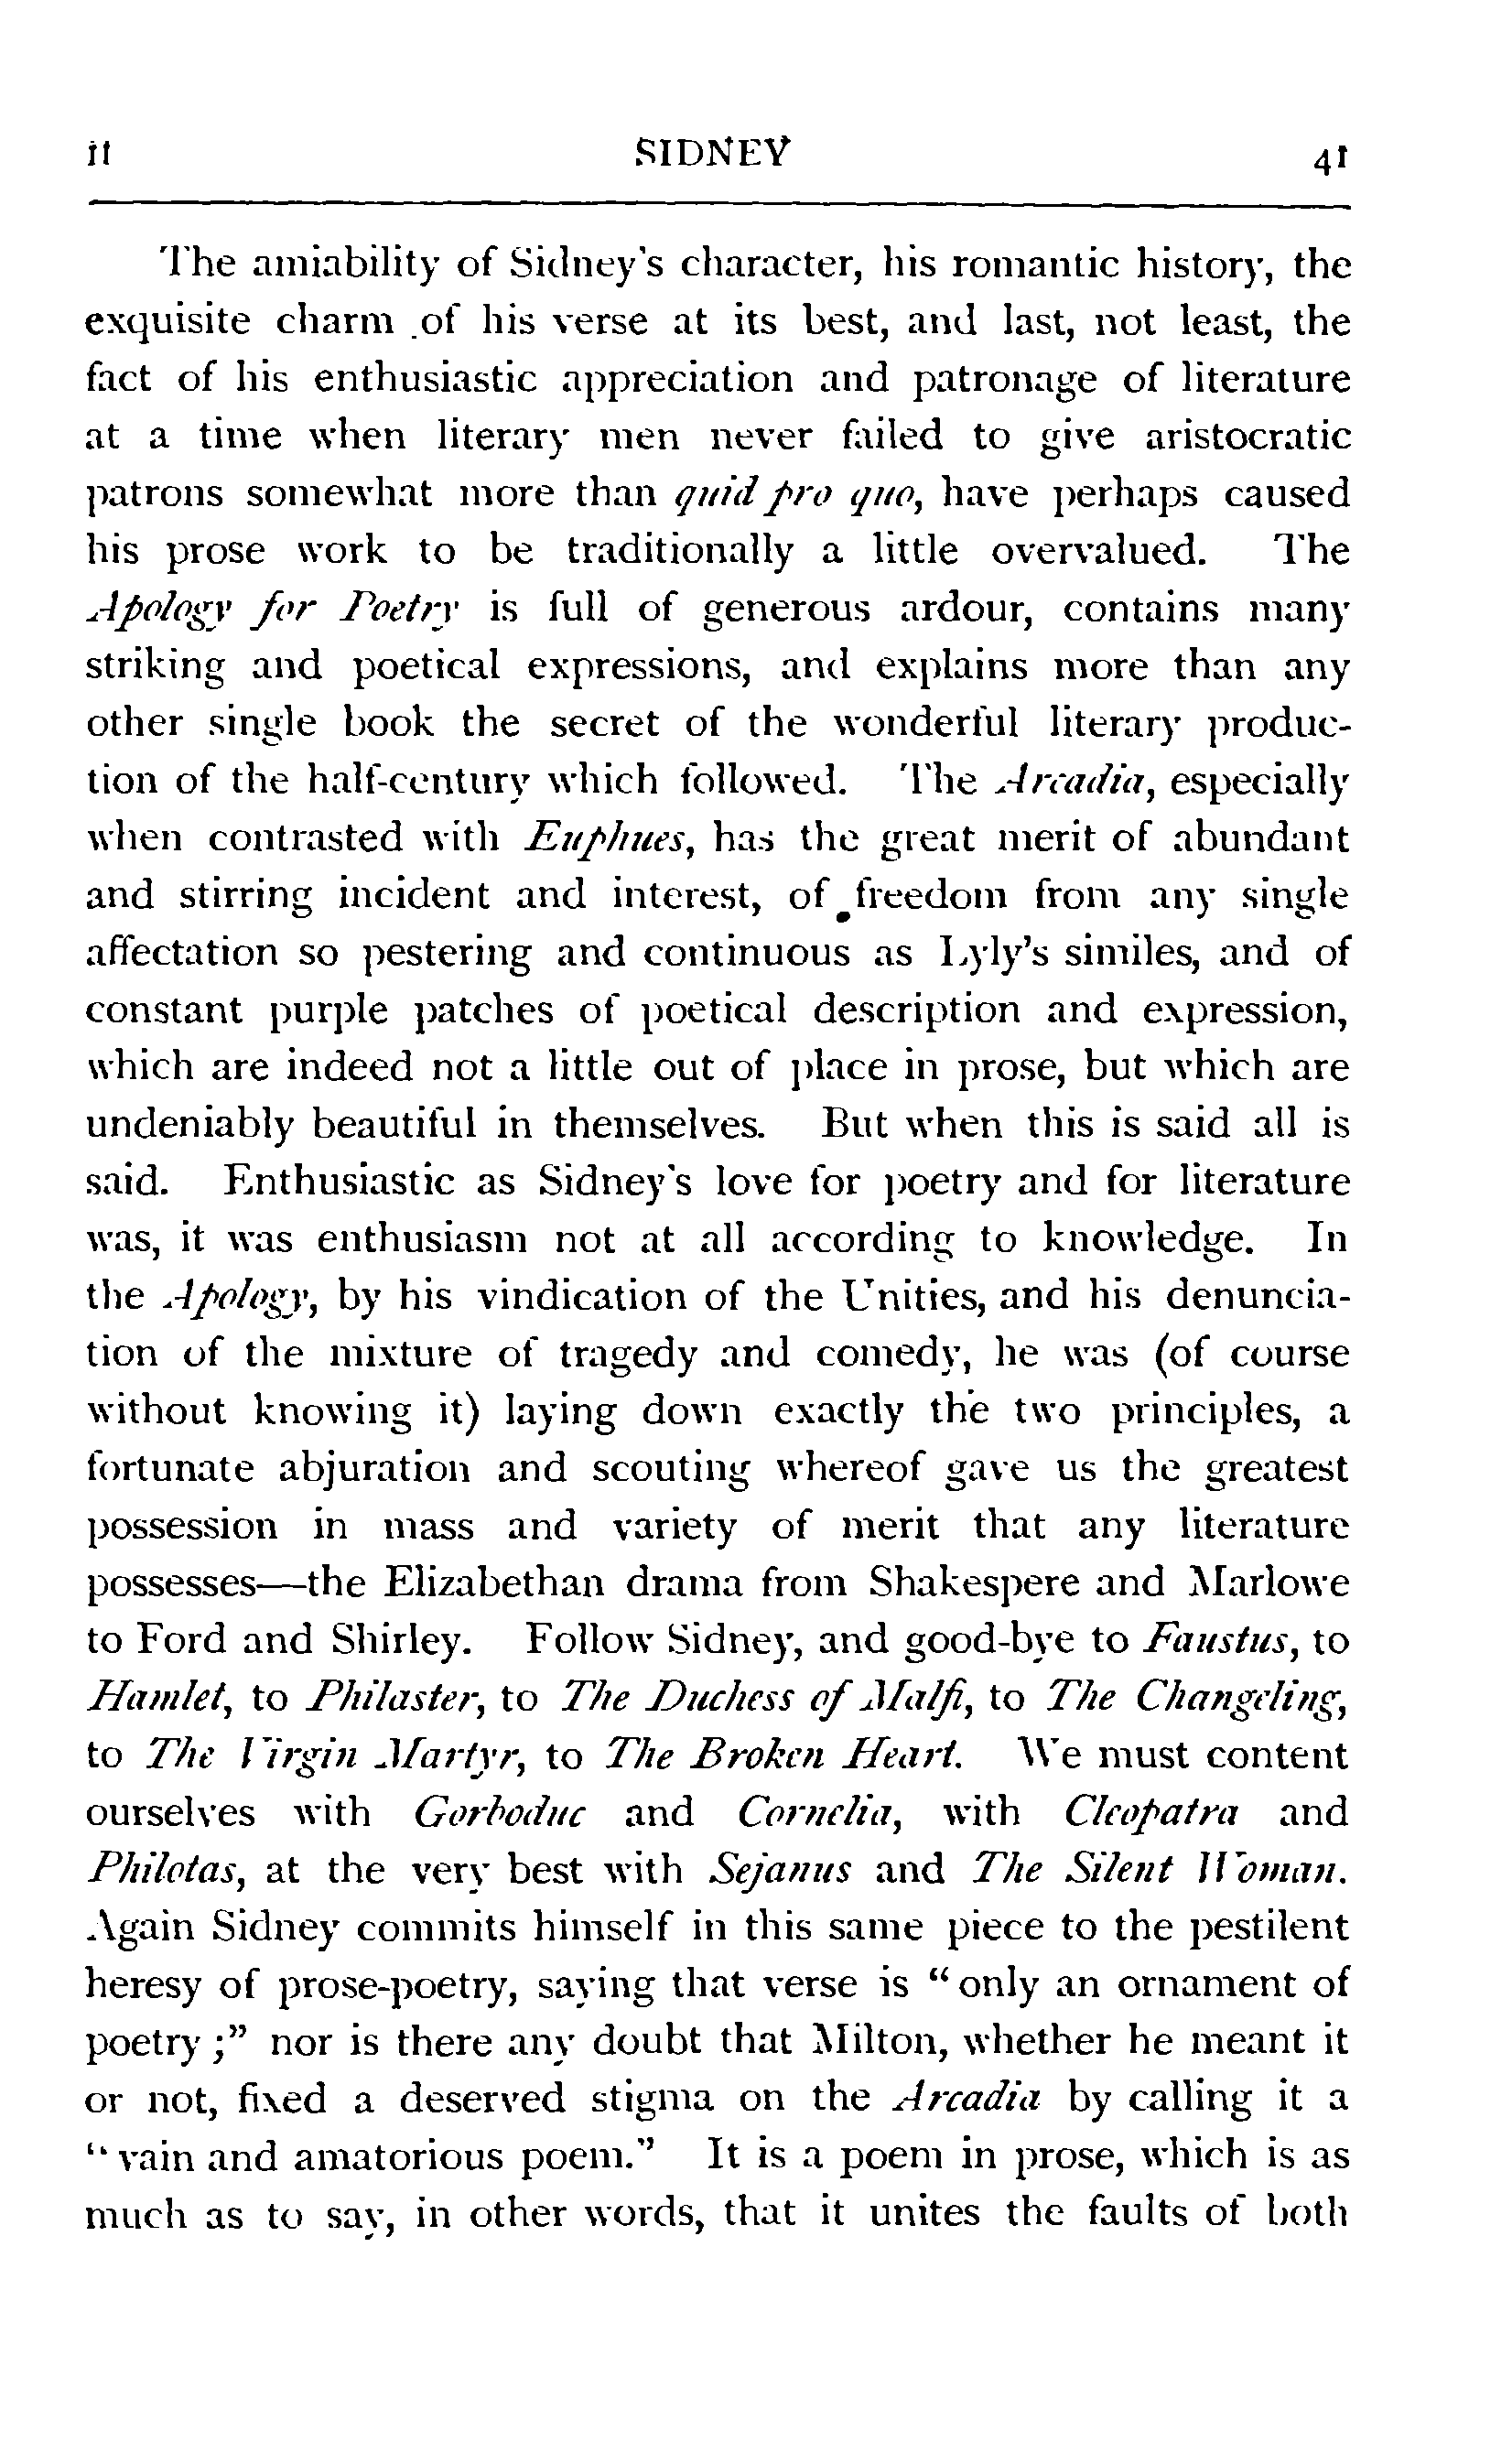 II SIDNEY 41
The amiability of Sidney's character, his romantic history, the
exquisite charm of his verse at its best, and last, not least, the
fact of his enthusiastic appreciation and patronage of literature
at a time when literary men never failed to give aristocratic
patrons somewhat more than quid pro quo, have perhaps caused
his prose work to be traditionally a little overvalued. The
Apology for Poetry is full of generous ardour, contains many
striking and poetical expressions, and explains more than any
other single book the secret of the wonderful literary produc-
tion of the half-century which followed. The Arcadia, especially
when contrasted with Euphues, has the great merit of abundant
and stirring incident and interest, of freedom from any single
affectation so pestering and continuous as Lyly's similes, and of
constant purple patches of poetical description and expression,
which are indeed not a little out of place in prose, but which are
undeniably beautiful in themselves. But when this is said all is
said. Enthusiastic as Sidney's love for poetry and for literature
was, it was enthusiasm not at all according to knowledge. In
the Apology, by his vindication of the Unities, and his denuncia-
tion of the mixture of tragedy and comedy, he was (of course
without knowing it) laying down exactly the two principles, a
fortunate abjuration and scouting whereof gave us the greatest
possession in mass and variety of merit that any literature
possesses—the Elizabethan drama from Shakespere and Marlowe
to Ford and Shirley. Follow Sidney, and good-bye to Faustus, to
Hamlet, to Philaster, to The Duchess of Malfi, to The Changeling,
to The Virgin Martyr, to The Broken Heart. We must content
ourselves with Gorboduc and Cornelia, with Cleopatra and
Philotas, at the very best with Sejanus and The Silent Woman.
Again Sidney commits himself in this same piece to the pestilent
heresy of prose-poetry, saying that verse is "only an ornament of
poetry;" nor is there any doubt that Milton, whether he meant it
or not, fixed a deserved stigma on the Arcadia by calling it a
"vain and amatorious poem." It is a poem in prose, which is as
much as to say, in other words, that it unites the faults of both